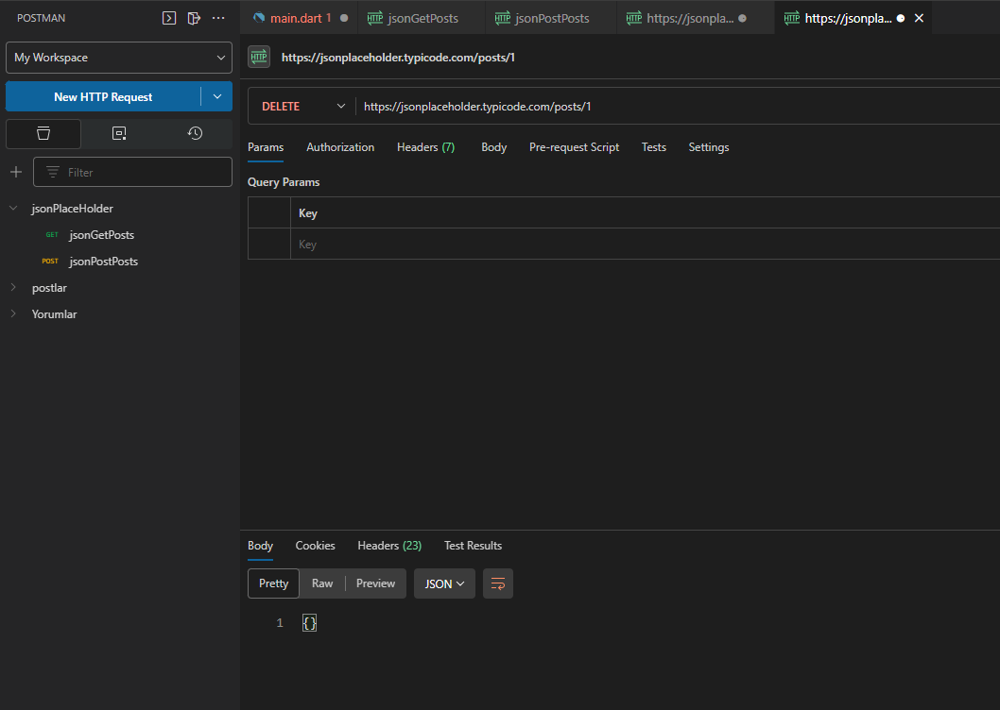 POSTMAN
main.dart 1
jsonGetPosts
jsonPostPosts
https://jsonpla...
https://jsonpla...
My Workspace
HTTP https://jsonplaceholder.typicode.com/posts/1
New HTTP Request
DELETE https://jsonplaceholder.typicode.com/posts/1
Params Authorization Headers (7) Body Pre-request Script Tests Settings
Filter
Query Params
jsonPlaceHolder
Key
GET jsonGetPosts
Key
POST jsonPostPosts
postlar
Yorumlar
Body Cookies Headers (23) Test Results
Pretty Raw Preview JSON
1 {}